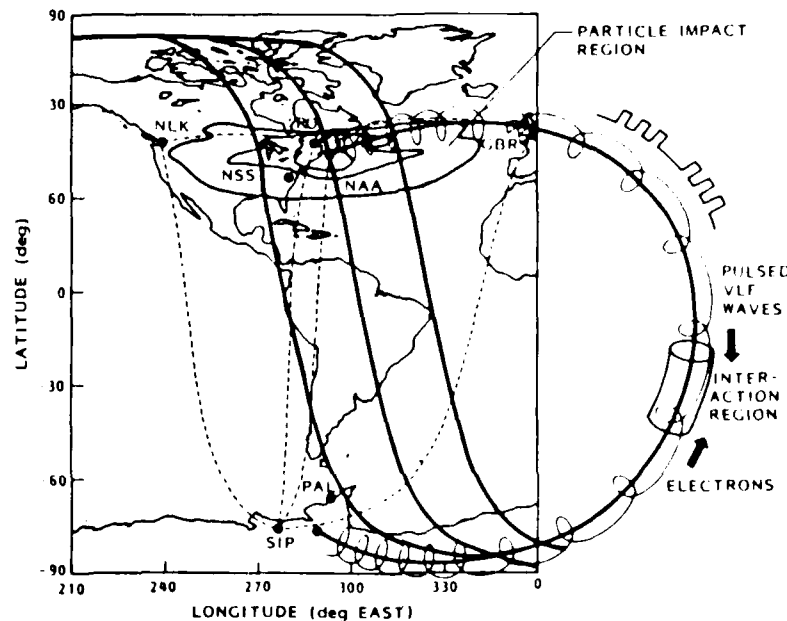 90
PARTICLE IMPACT
REGION
30
NLK
GBR
NSS
NAA
60
LATITUDE (deg)
0
PULSED
VLF
WAVES
30
INTER-
ACTION
REGION
60
PAL
ELECTRONS
SIP
-90
210 240 270 300 330 0
LONGITUDE (deg EAST)